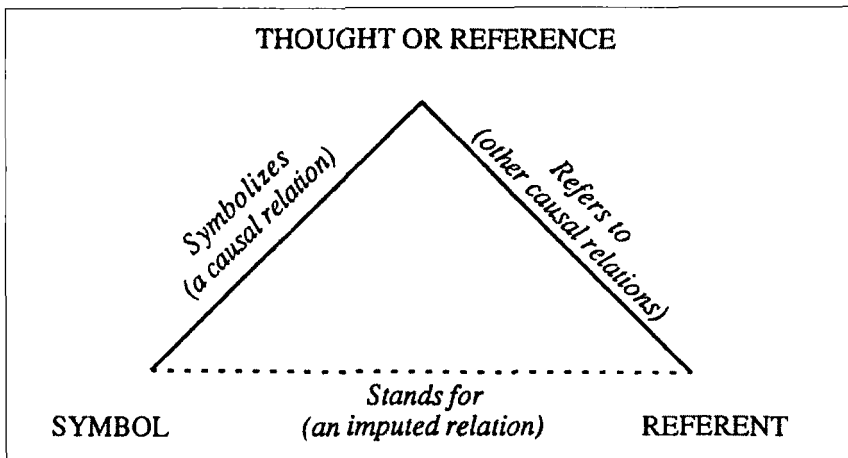 THOUGHT OR REFERENCE
Symbolizes
(a causal relation)
Refers to
(other causal relations)
Stands for
(an imputed relation)
SYMBOL
REFERENT